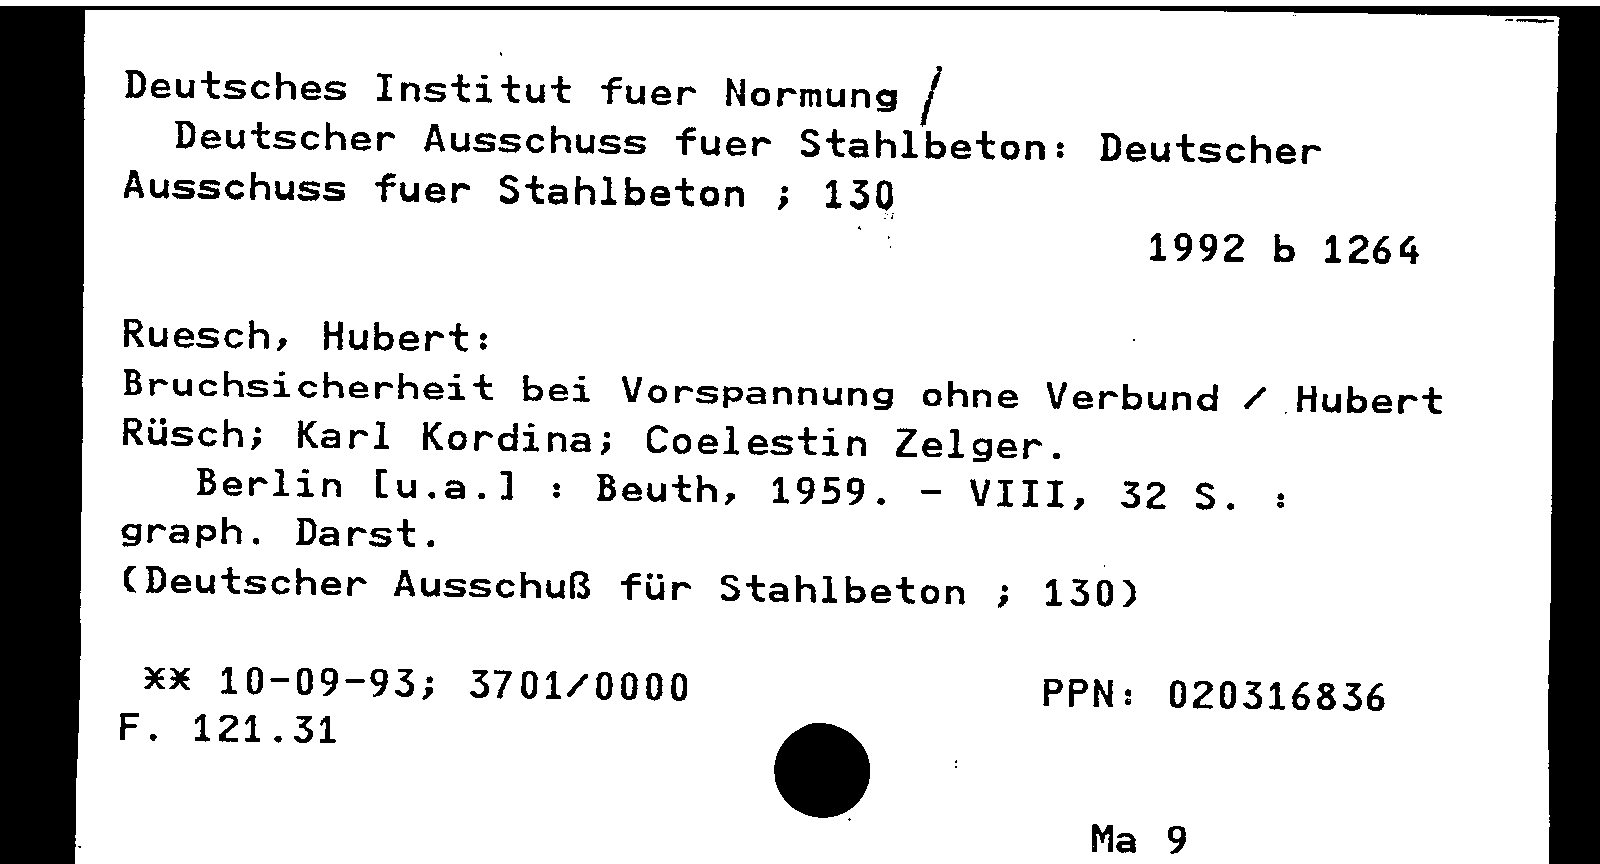 Deutsches Institut fuer Normung /
Deutscher Ausschuss fuer Stahlbeton: Deutscher
Ausschuss fuer Stahlbeton ; 130
1992 b 1264
Ruesch, Hubert:
Bruchsicherheit bei Vorspannung ohne Verbund / Hubert
Rüsch; Karl Kordina; Coelestin Zelger.
Berlin [u.a.] : Beuth, 1959. - VIII, 32 S. :
graph. Darst.
(Deutscher Ausschuß für Stahlbeton ; 130)
** 10-09-93; 3701/0000 PPN: 020316836
F. 121.31
Ma 9